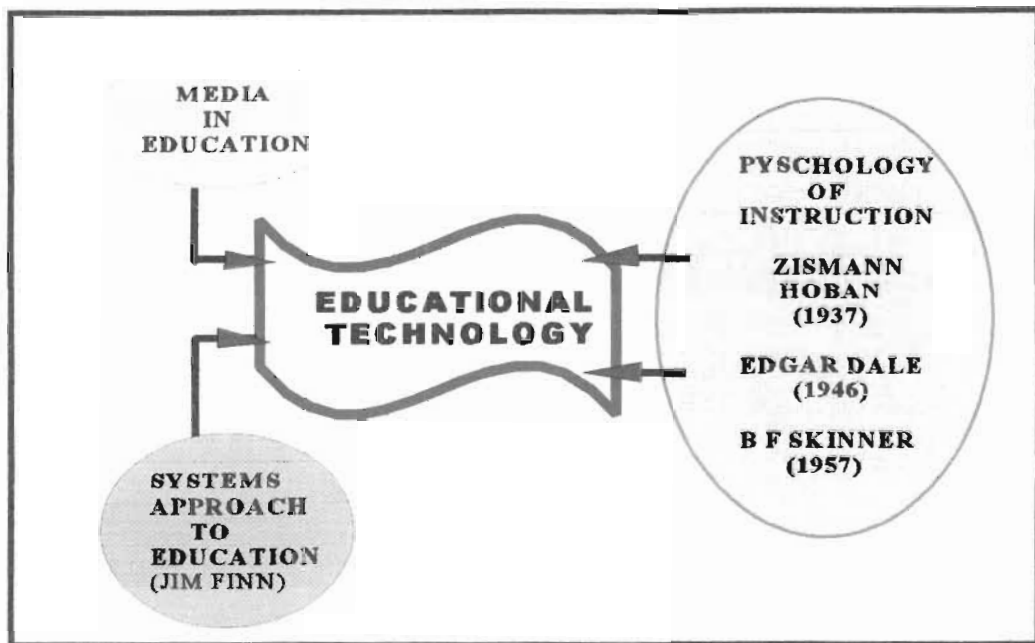 MEDIA
IN
EDUCATION
EDUCATIONAL
TECHNOLOGY
SYSTEMS
APPROACH
TO
EDUCATION
(JIM FINN)
PYSCHOLOGY
OF
INSTRUCTION
ZISMANN
HOBAN
(1937)
EDGAR DALE
(1946)
B F SKINNER
(1957)